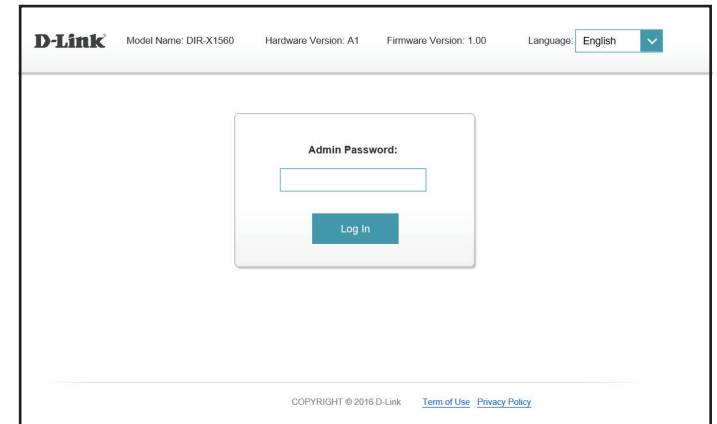 D-Link Model Name: DIR-X1560 Hardware Version: A1 Firmware Version: 1.00 Language: English
Admin Password:
Log In
COPYRIGHT © 2016 D-Link Term of Use Privacy Policy